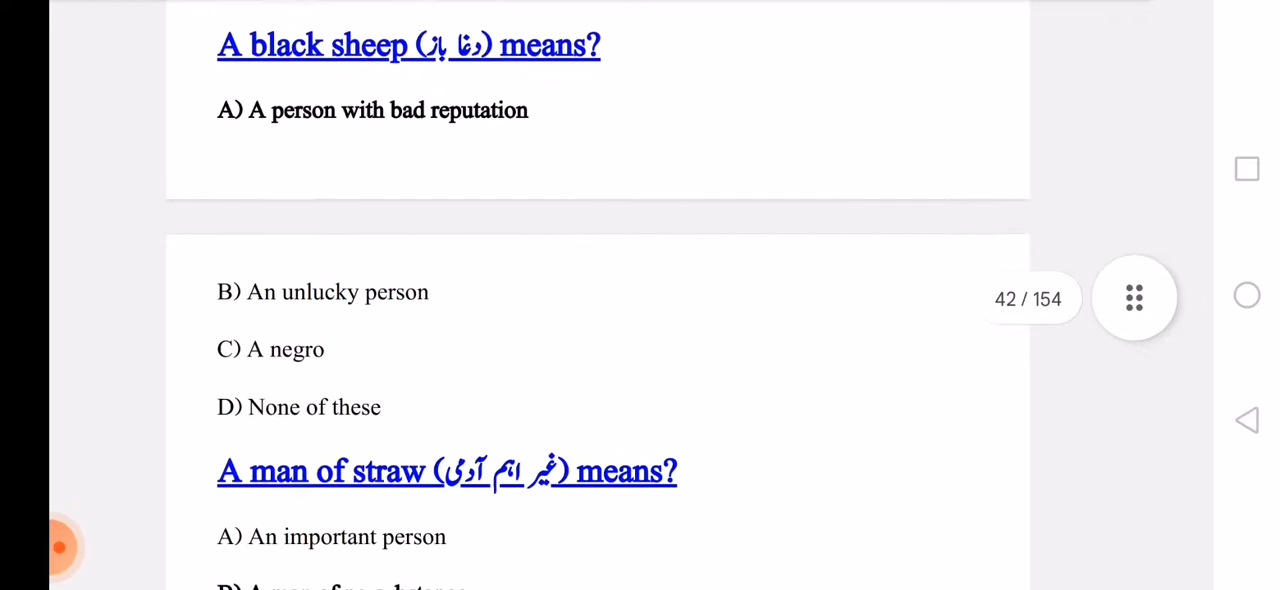 A black sheep (دغا باز) means?
A) A person with bad reputation
B) An unlucky person
42 / 154
C) A negro
D) None of these
A man of straw (غیر اہم آدمی) means?
A) An important person